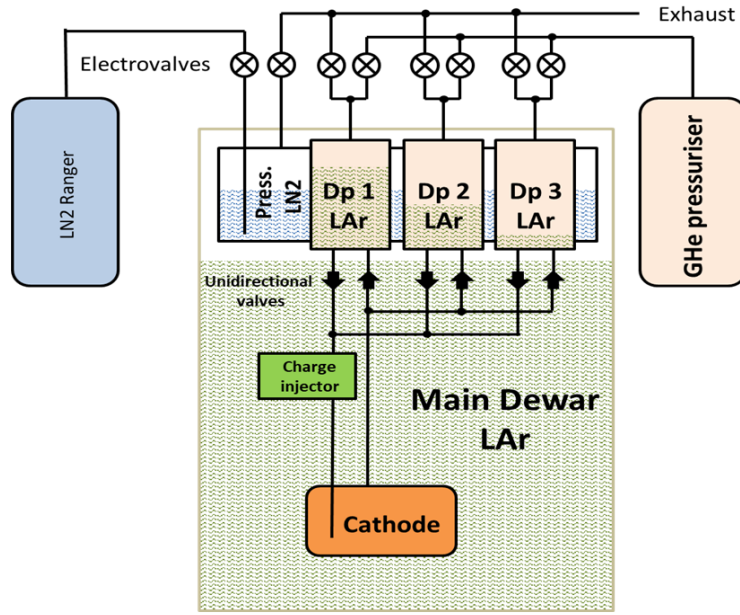 Exhaust
Electrovalves
LN2 Ranger
Press.
LN2
Dp 1
LAr
Dp 2
LAr
Dp 3
LAr
GHe pressuriser
Unidirectional
valves
Charge
injector
Main Dewar
LAr
Cathode